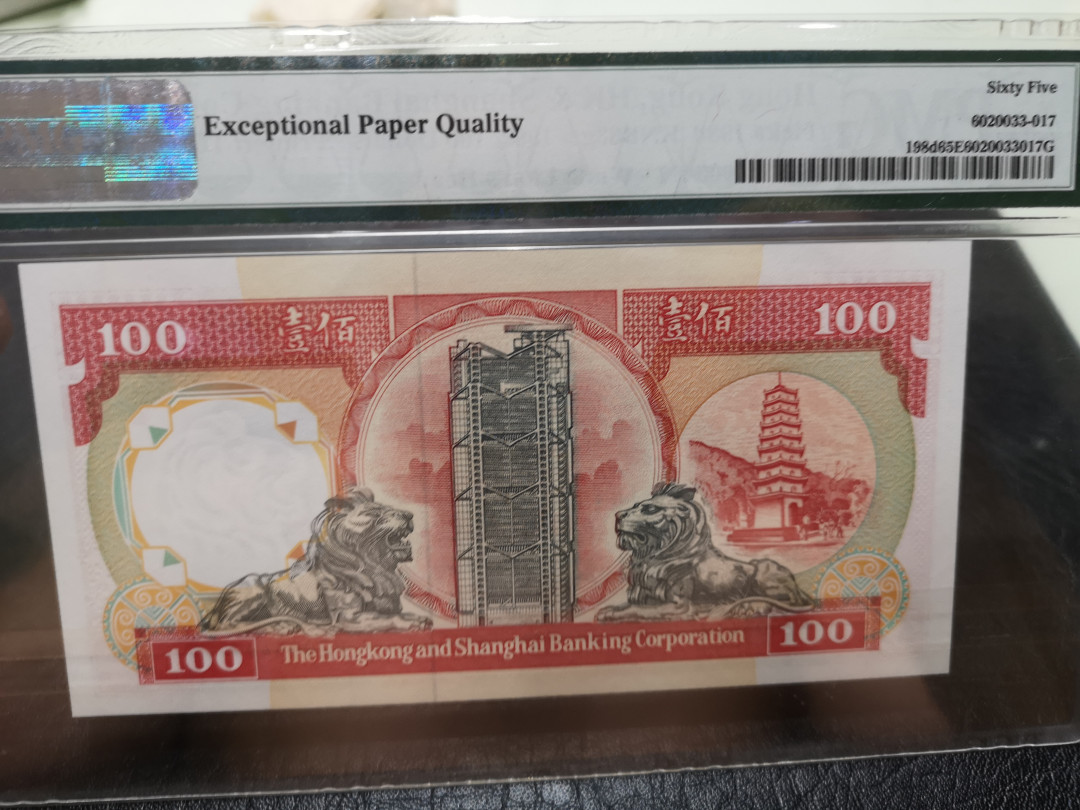 Sixty Five
Exceptional Paper Quality
6020033-017
198d65E6020033017G
100 壹佰 壹佰 100
100 The Hongkong and Shanghai Banking Corporation 100